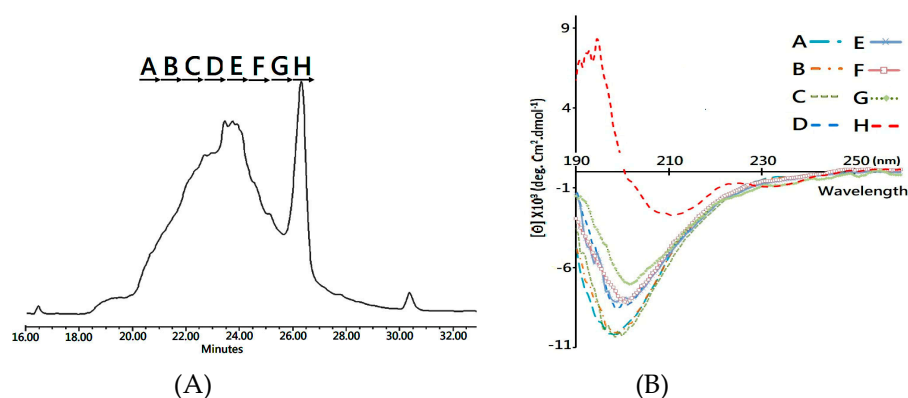 A B C D E F G H
16.00 18.00 20.00 22.00 24.00 26.00 28.00 30.00 32.00
Minutes
(A)
[Θ] X10³ (deg. Cm².dmol⁻¹)
9
4
-1
-6
-11
190 210 230 250 (nm)
Wavelength
A E
B F
C G
D H
(B)